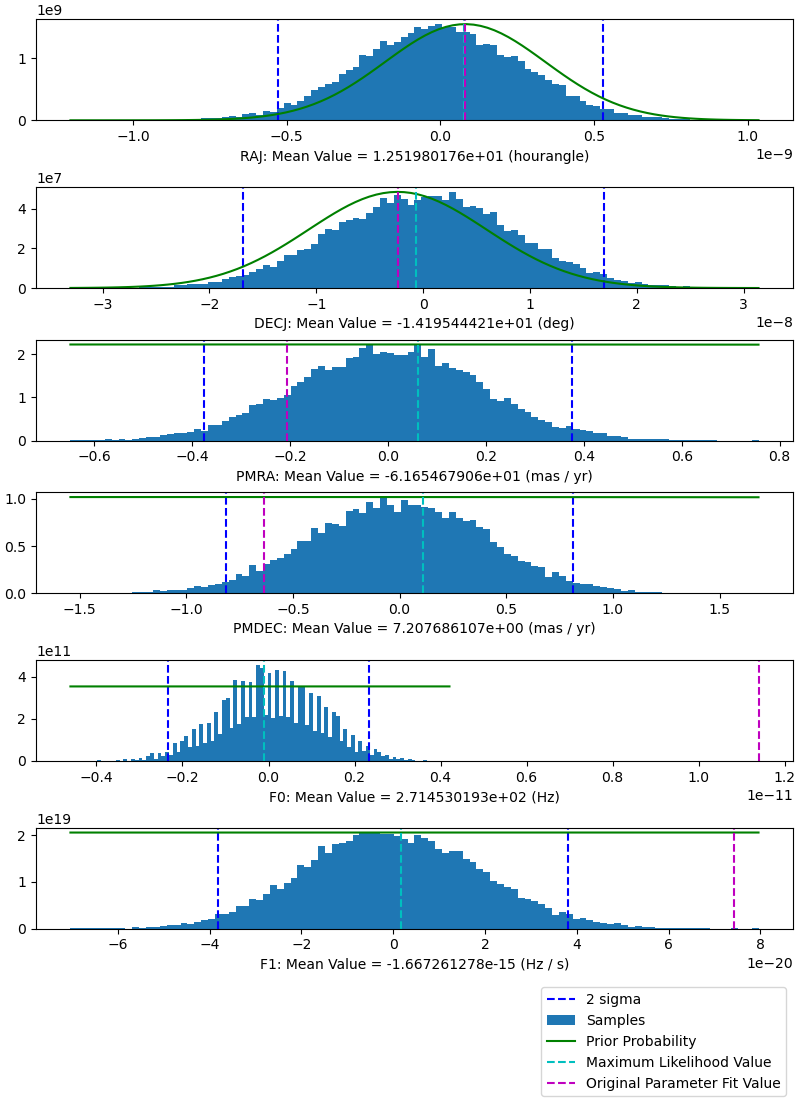 1e9
1
0
−1.0 −0.5 0.0 0.5 1.0
1e−9
RAJ: Mean Value = 1.251980176e+01 (hourangle)
1e7
4
2
0
−3 −2 −1 0 1 2 3
1e−8
DECJ: Mean Value = -1.419544421e+01 (deg)
2
1
0
−0.6 −0.4 −0.2 0.0 0.2 0.4 0.6 0.8
PMRA: Mean Value = -6.165467906e+01 (mas / yr)
1.0
0.5
0.0
−1.5 −1.0 −0.5 0.0 0.5 1.0 1.5
PMDEC: Mean Value = 7.207686107e+00 (mas / yr)
1e11
4
2
0
−0.4 −0.2 0.0 0.2 0.4 0.6 0.8 1.0 1.2
1e−11
F0: Mean Value = 2.714530193e+02 (Hz)
1e19
2
1
0
−6 −4 −2 0 2 4 6 8
1e−20
F1: Mean Value = -1.667261278e-15 (Hz / s)
2 sigma
Samples
Prior Probability
Maximum Likelihood Value
Original Parameter Fit Value